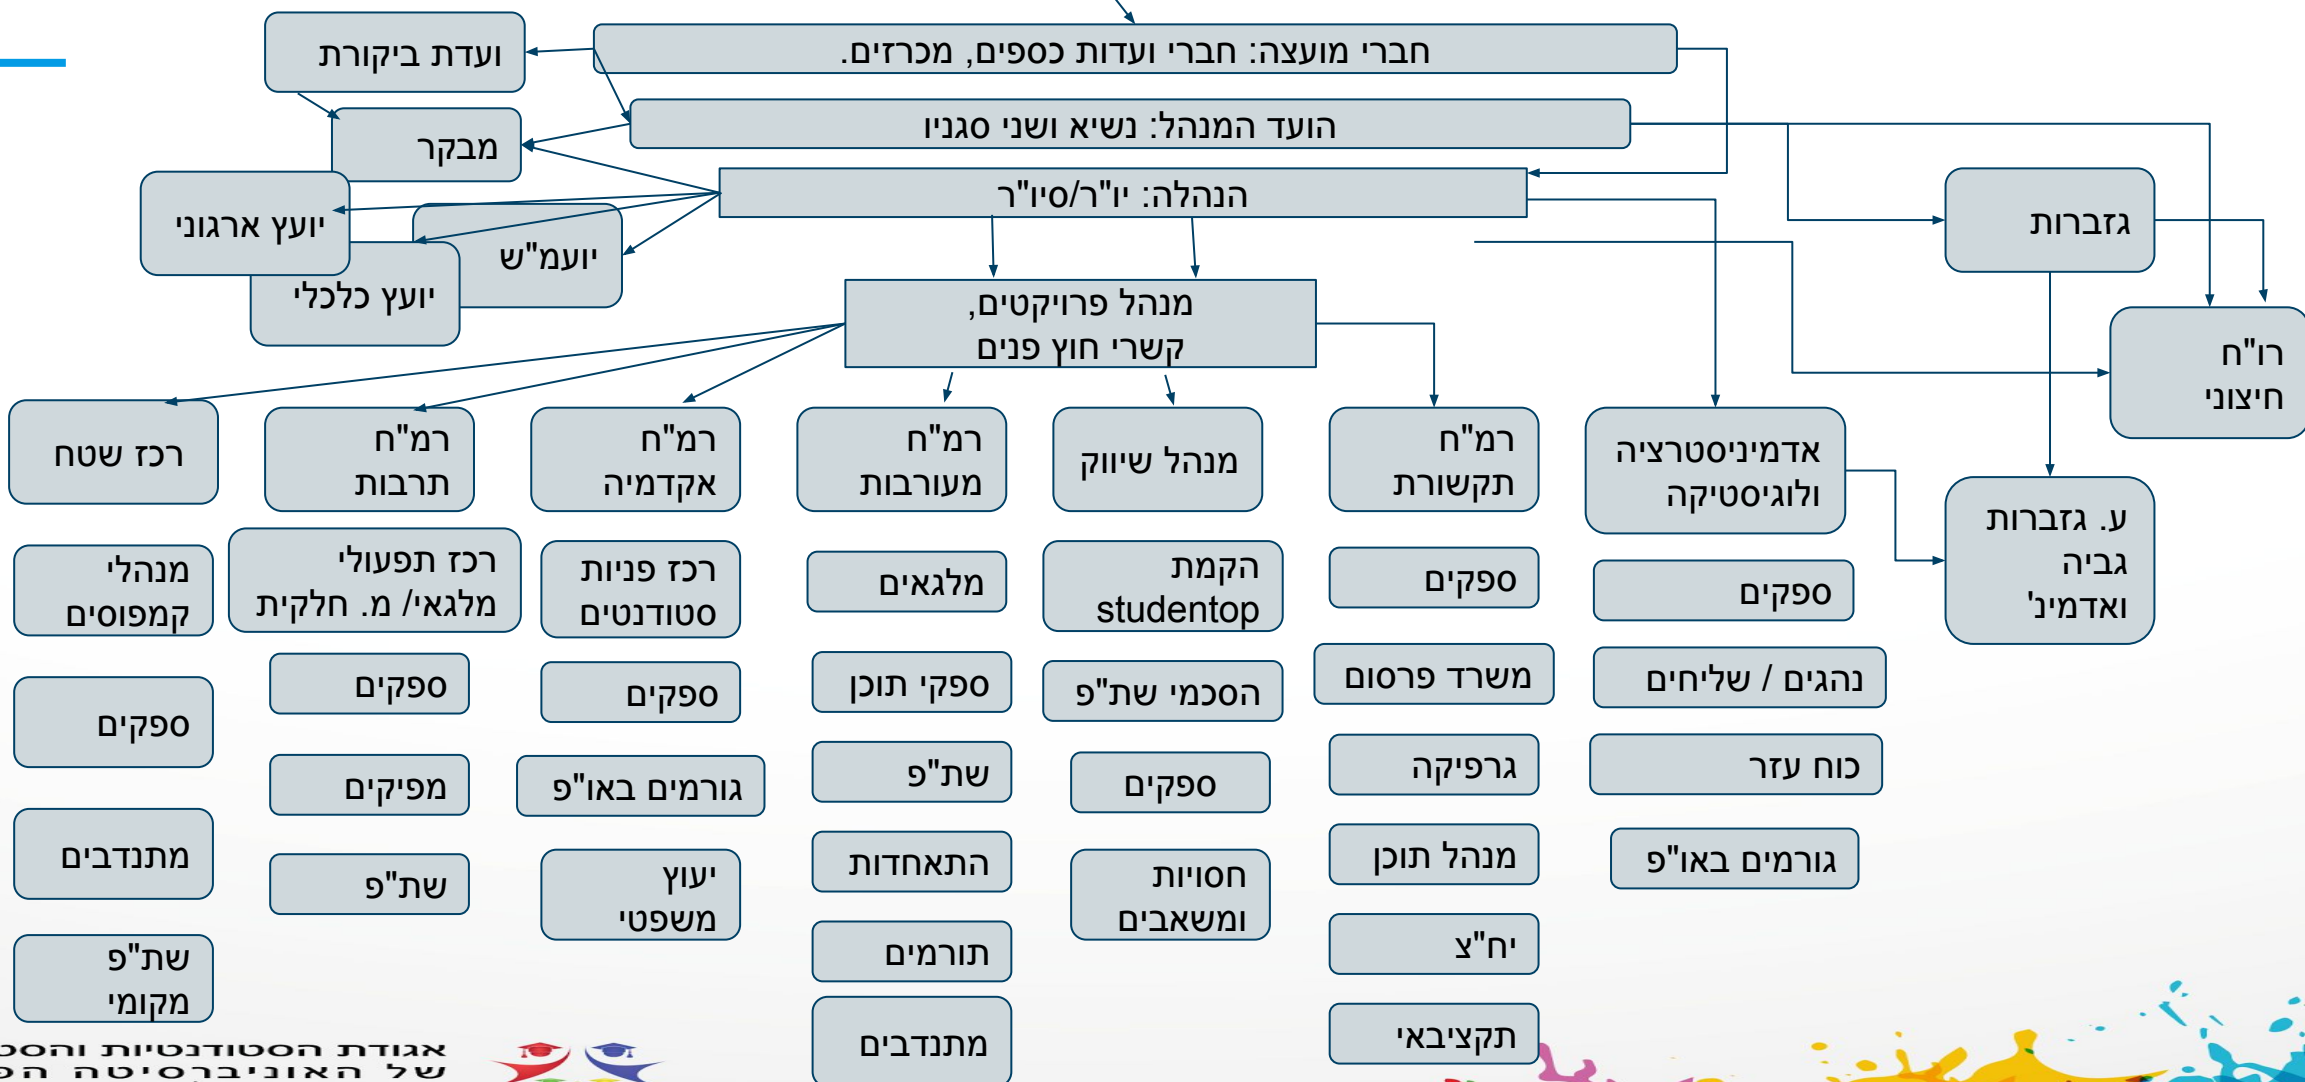 חברי מועצה: חברי ועדות כספים, מכרזים.
ועדת ביקורת
הועד המנהל: נשיא ושני סגניו
מבקר
הנהלה: יו"ר/סיו"ר
גזברות
יועמ"ש
יועץ ארגוני
יועץ כלכלי
מנהל פרויקטים,
קשרי חוץ פנים
רו"ח
חיצוני
אדמיניסטרציה
ולוגיסטיקה
רמ"ח
תקשורת
מנהל שיווק
רמ"ח
מעורבות
רמ"ח
אקדמיה
רמ"ח
תרבות
רכז שטח
ע. גזברות
גביה
ואדמינ'
ספקים
נהגים / שליחים
כוח עזר
גורמים באו"פ
ספקים
משרד פרסום
גרפיקה
מנהל תוכן
יח"צ
תקציבאי
הקמת
studentop
הסכמי שת"פ
ספקים
חסויות
ומשאבים
מלגאים
ספקי תוכן
שת"פ
התאחדות
תורמים
מתנדבים
רכז פניות
סטודנטים
ספקים
גורמים באו"פ
יעוץ
משפטי
רכז תפעולי
מלגאי/ מ. חלקית
ספקים
מפיקים
שת"פ
מנהלי
קמפוסים
ספקים
מתנדבים
שת"פ
מקומי
אגודת הסטודנטיות
של האוניברסיטה